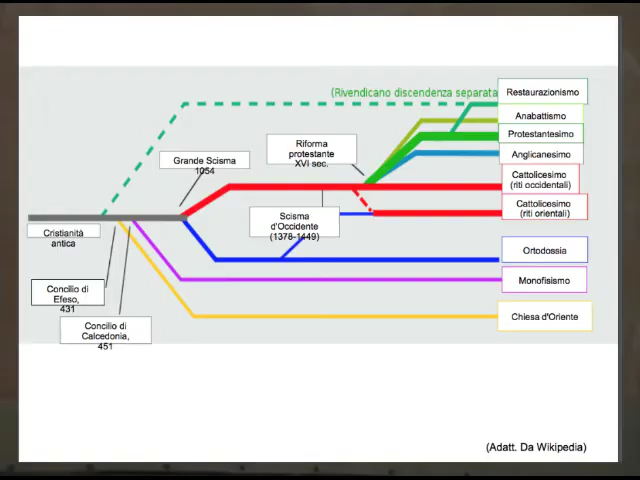 (Rivendicano discendenza separata
Restaurazionismo
Anabattismo
Protestantesimo
Anglicanesimo
Riforma
protestante
XVI sec.
Grande Scisma
1054
Cattolicesimo
(riti occidentali)
Cattolicesimo
(riti orientali)
Scisma
d'Occidente
(1378-1449)
Cristianità
antica
Ortodossia
Monofisismo
Concilio di
Efeso,
431
Concilio di
Calcedonia,
451
Chiesa d'Oriente
(Adatt. Da Wikipedia)